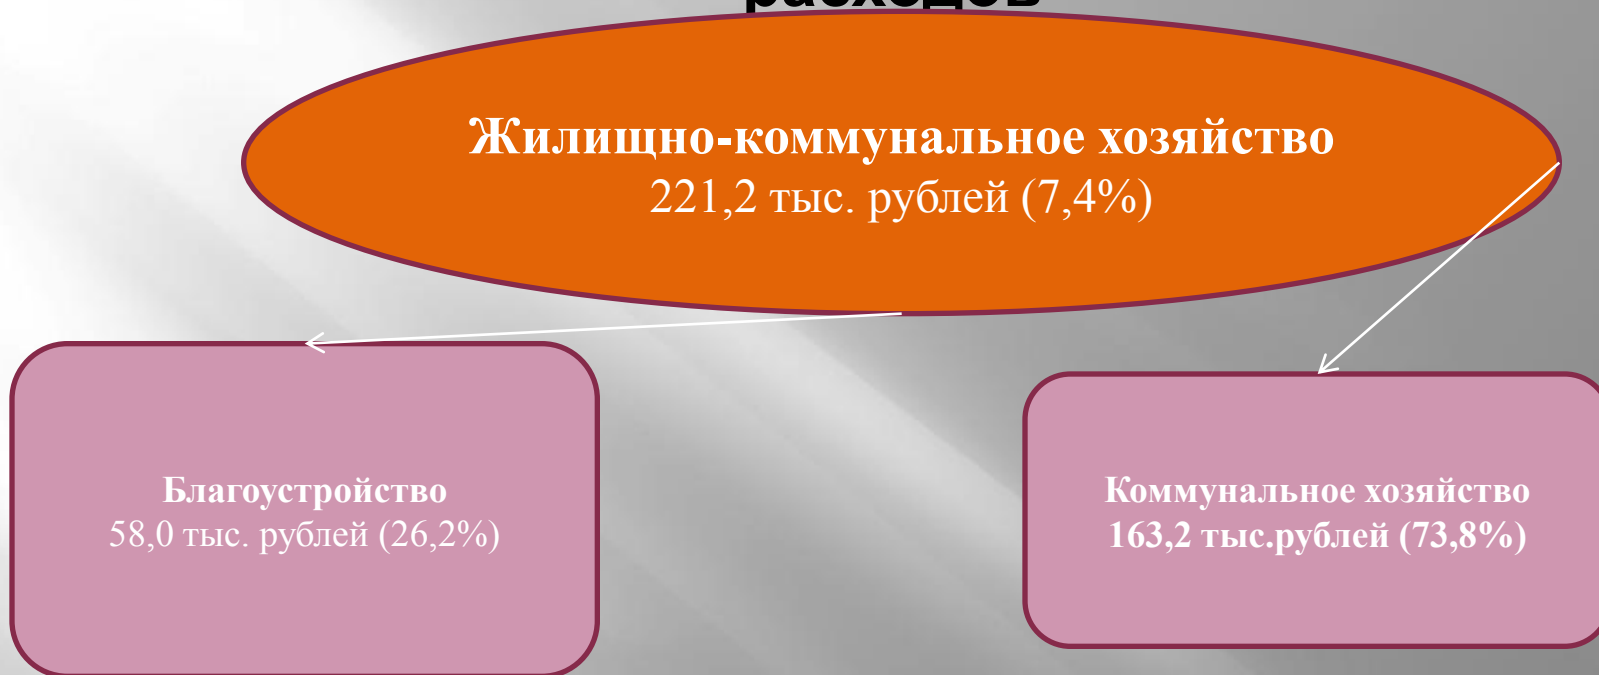 расходов
Жилищно-коммунальное хозяйство
221,2 тыс. рублей (7,4%)
Благоустройство
58,0 тыс. рублей (26,2%)
Коммунальное хозяйство
163,2 тыс.рублей (73,8%)